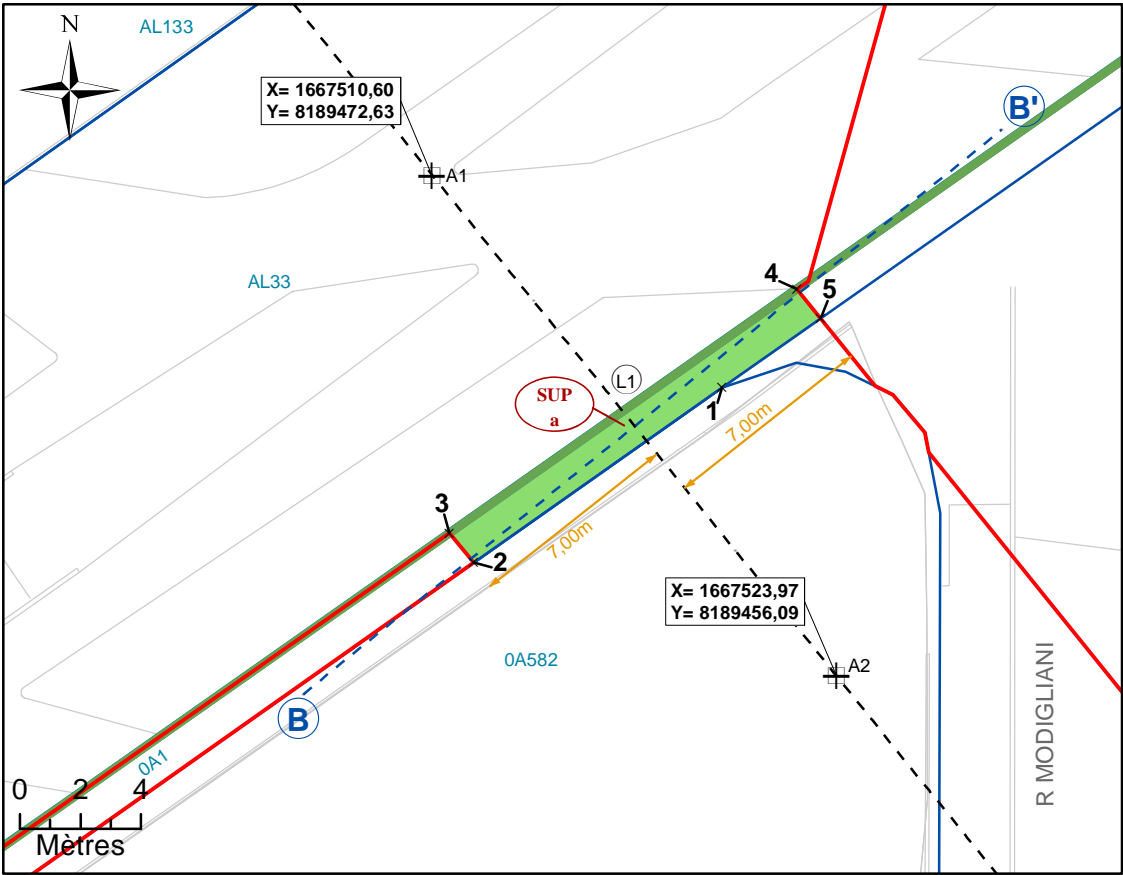 N
AL133
X= 1667510,60
Y= 8189472,63
B'
A1
AL33
4
5
L1
SUP
a
1
7,00m
3
7,00m
2
X= 1667523,97
Y= 8189456,09
0A582
A2
B
R MODIGLIANI
0A1
0 2 4
Mètres